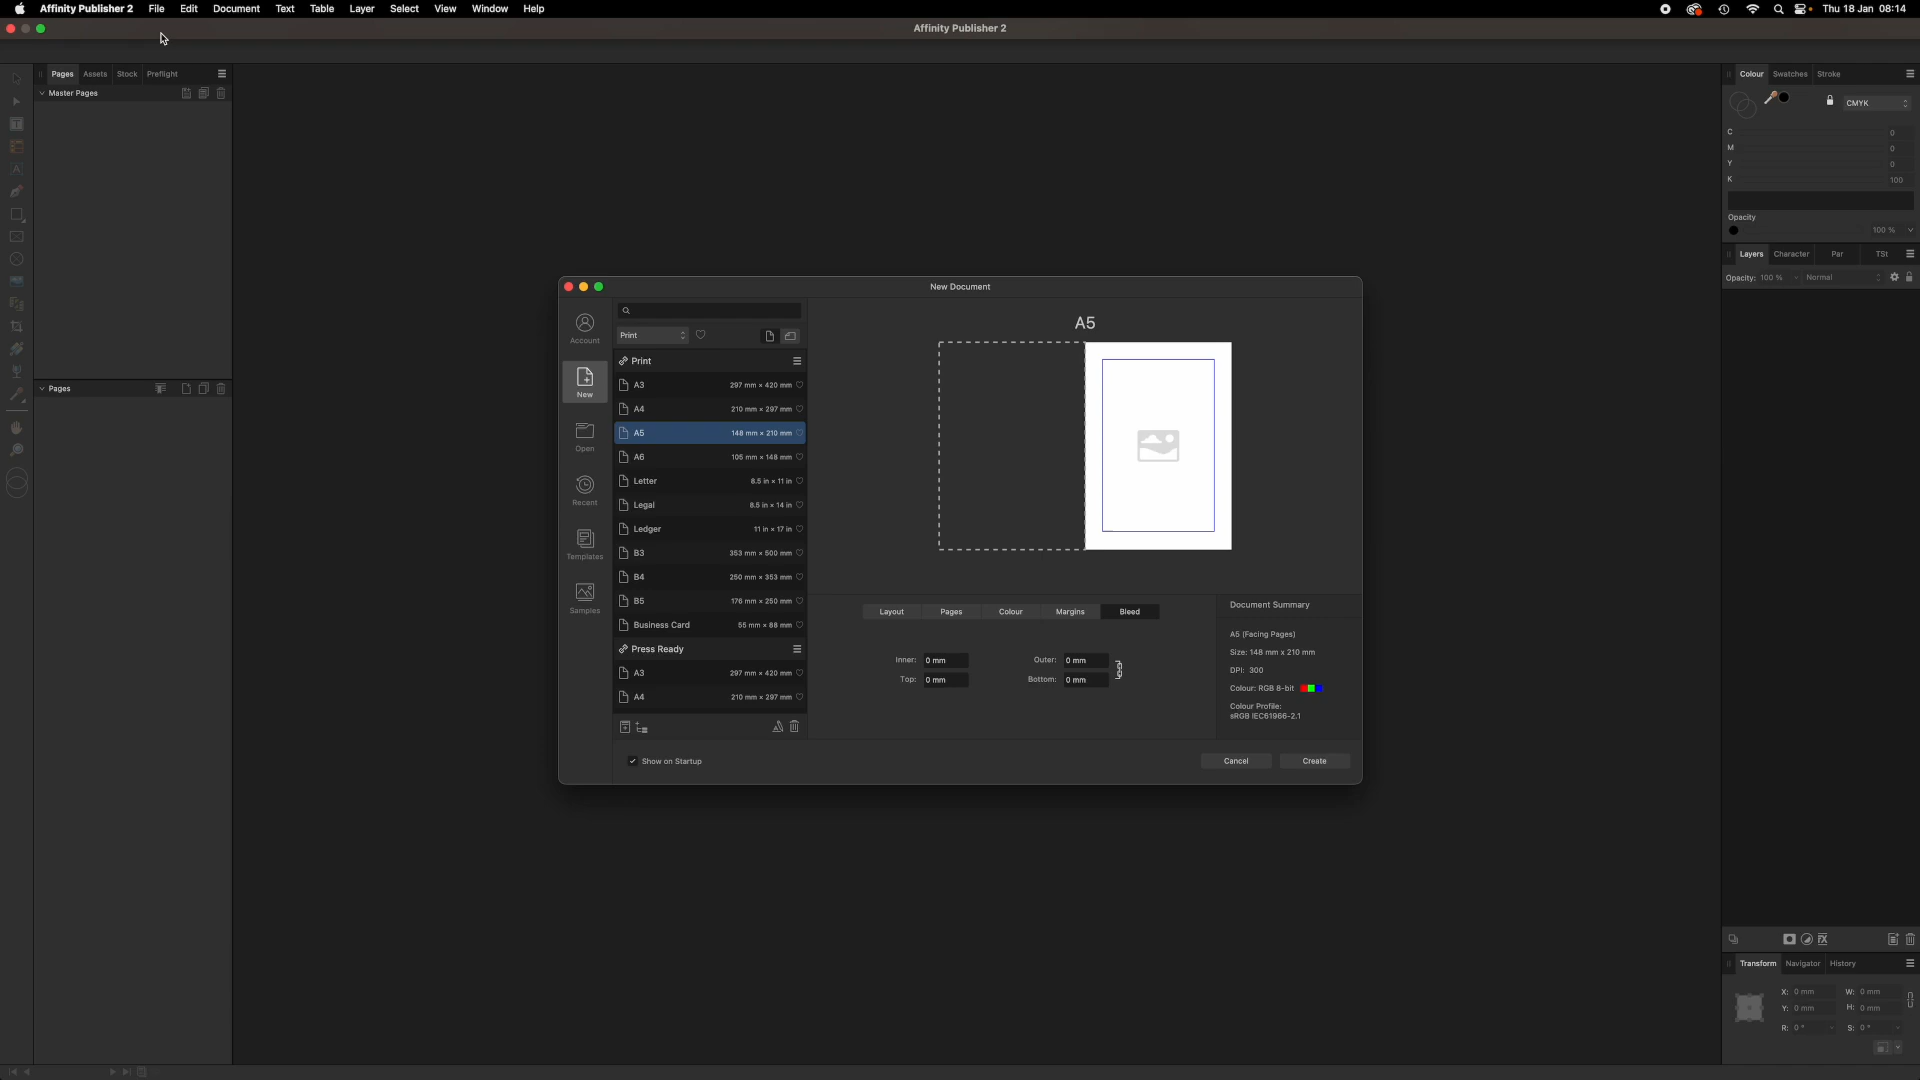 Affinity Publisher 2 File Edit Document Text Table Layer Select View Window Help Thu 18 Jan 08:14
Affinity Publisher 2
Pages Assets Stock Preflight
Master Pages
Pages
New Document
Account
New
Open
Recent
Templates
Samples
Print
Print
A3 297 mm × 420 mm
A4 210 mm × 297 mm
A5 148 mm × 210 mm
A6 105 mm × 148 mm
Letter 8.5 in × 11 in
Legal 8.5 in × 14 in
Ledger 11 in × 17 in
B3 353 mm × 500 mm
B4 250 mm × 353 mm
B5 176 mm × 250 mm
Business Card 55 mm × 88 mm
Press Ready
A3 297 mm × 420 mm
A4 210 mm × 297 mm
Show on Startup
A5
Layout Pages Colour Margins Bleed
Inner: 0 mm Outer: 0 mm
Top: 0 mm Bottom: 0 mm
Document Summary
A5 (Facing Pages)
Size: 148 mm x 210 mm
DPI: 300
Colour: RGB 8-bit
Colour Profile:
sRGB IEC61966-2.1
Cancel Create
Colour Swatches Stroke
CMYK
C 0
M 0
Y 0
K 100
Opacity
100 %
Layers Character Par TSt
Opacity: 100 % Normal
Transform Navigator History
X: 0 mm W: 0 mm
Y: 0 mm H: 0 mm
R: 0 ° S: 0 °